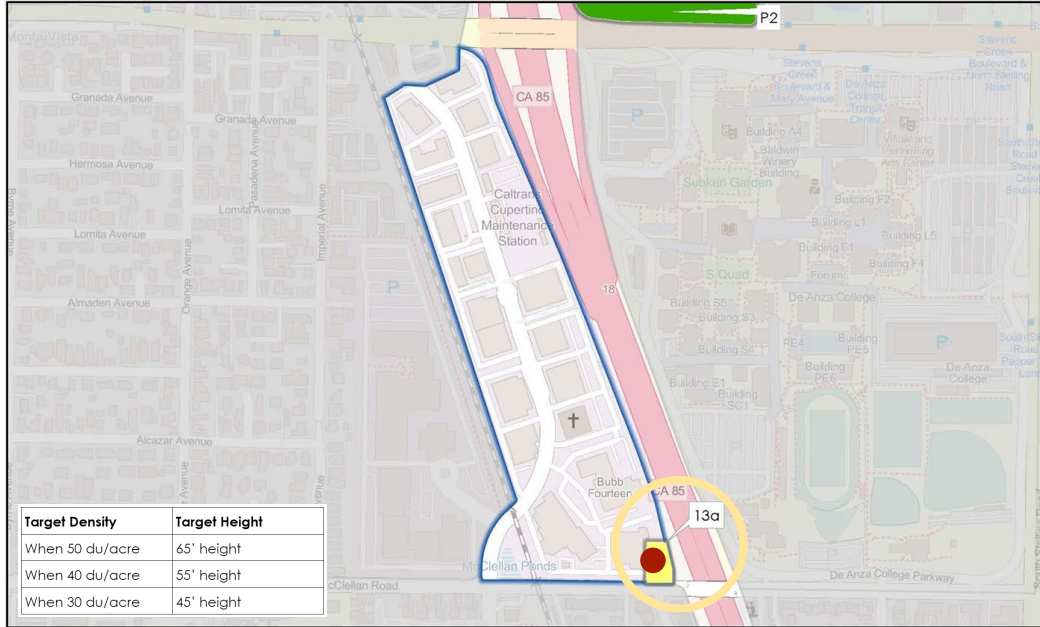 P2
Monta Vista
Stevens
Creek
Boulevard &
North Stelling
Road
Stevens
Creek
Boulevard &
Mary Avenue
De Anza
College
Transit
Center
CA 85
Granada Avenue
Granada Avenue
P
Building A4
Visual and
Performing
Arts Center
Baldwin
Winery
Building
Hermosa Avenue
Pasadena Avenue
Sunken Garden
Caltrans
Cupertino
Maintenance
Station
Building F2
Lomita Avenue
Lomita Avenue
Byrne Avenue
Orange Avenue
Imperial Avenue
Building L1
Building L5
Building F1
Building F4
S-Quad
Forum
P
18
De Anza College
Almaden Avenue
Building S5
Building S3
PE4
Building
PE5
P
Building S4
Building
PE6
De Anza
College
Building E1
Building
SC1
Alcazar Avenue
Bubb
Fourteen
CA 85
13a
P
McClellan Ponds
McClellan Road
De Anza College Parkway
Target Density Target Height
When 50 du/acre 65' height
When 40 du/acre 55' height
When 30 du/acre 45' height